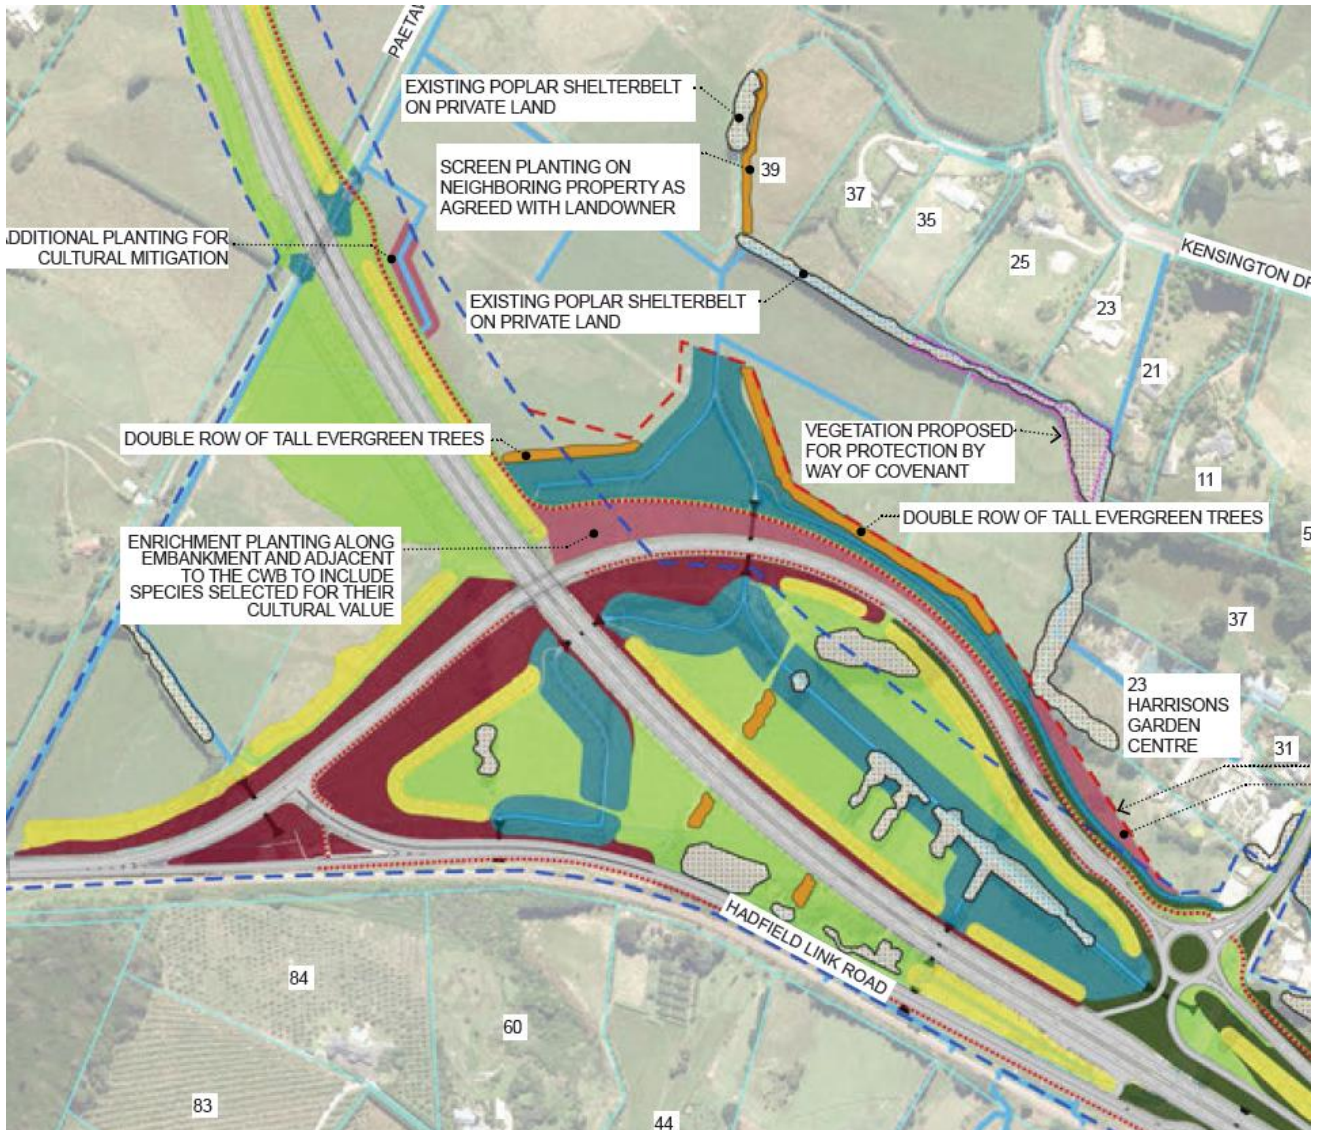 PAETAW
EXISTING POPLAR SHELTERBELT
ON PRIVATE LAND
SCREEN PLANTING ON
NEIGHBORING PROPERTY AS
AGREED WITH LANDOWNER
39
37
35
25
23
21
KENSINGTON DR
ADDITIONAL PLANTING FOR
CULTURAL MITIGATION
EXISTING POPLAR SHELTERBELT
ON PRIVATE LAND
DOUBLE ROW OF TALL EVERGREEN TREES
VEGETATION PROPOSED
FOR PROTECTION BY
WAY OF COVENANT
11
DOUBLE ROW OF TALL EVERGREEN TREES
5
ENRICHMENT PLANTING ALONG
EMBANKMENT AND ADJACENT
TO THE CWB TO INCLUDE
SPECIES SELECTED FOR THEIR
CULTURAL VALUE
37
23
HARRISONS
GARDEN
CENTRE
31
HADFIELD LINK ROAD
84
60
83
44